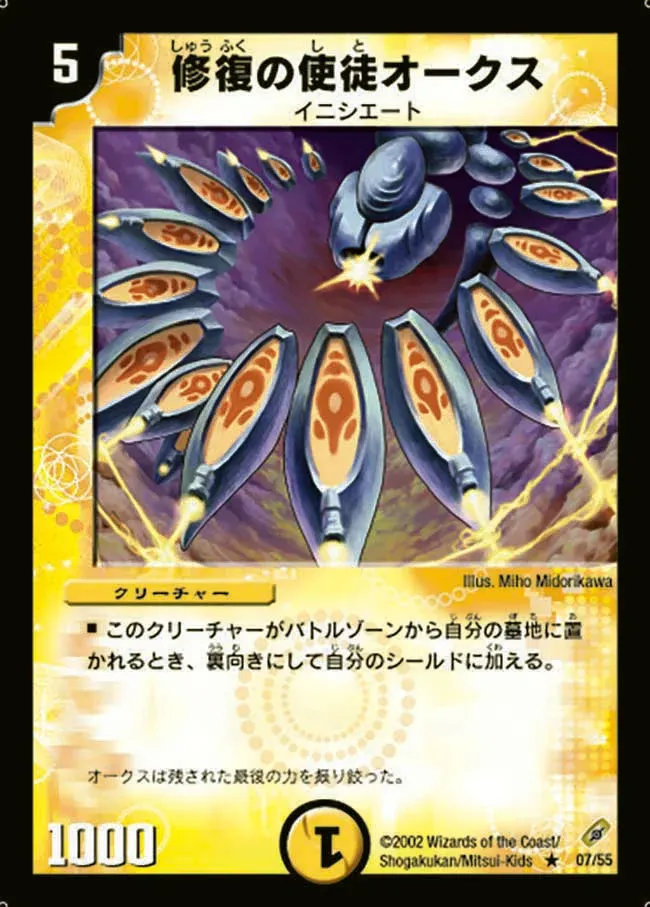 5
しゅうふく しと
修復の使徒オークス
イニシエート
Illus. Miho Midorikawa
クリーチャー
■ このクリーチャーがバトルゾーンから自分の墓地に置
かれるとき、裏向きにして自分のシールドに加える。
オークスは残された最後の力を振り絞った。
1000
1
©2002 Wizards of the Coast/
Shogakukan/Mitsui-Kids ★ 07/55